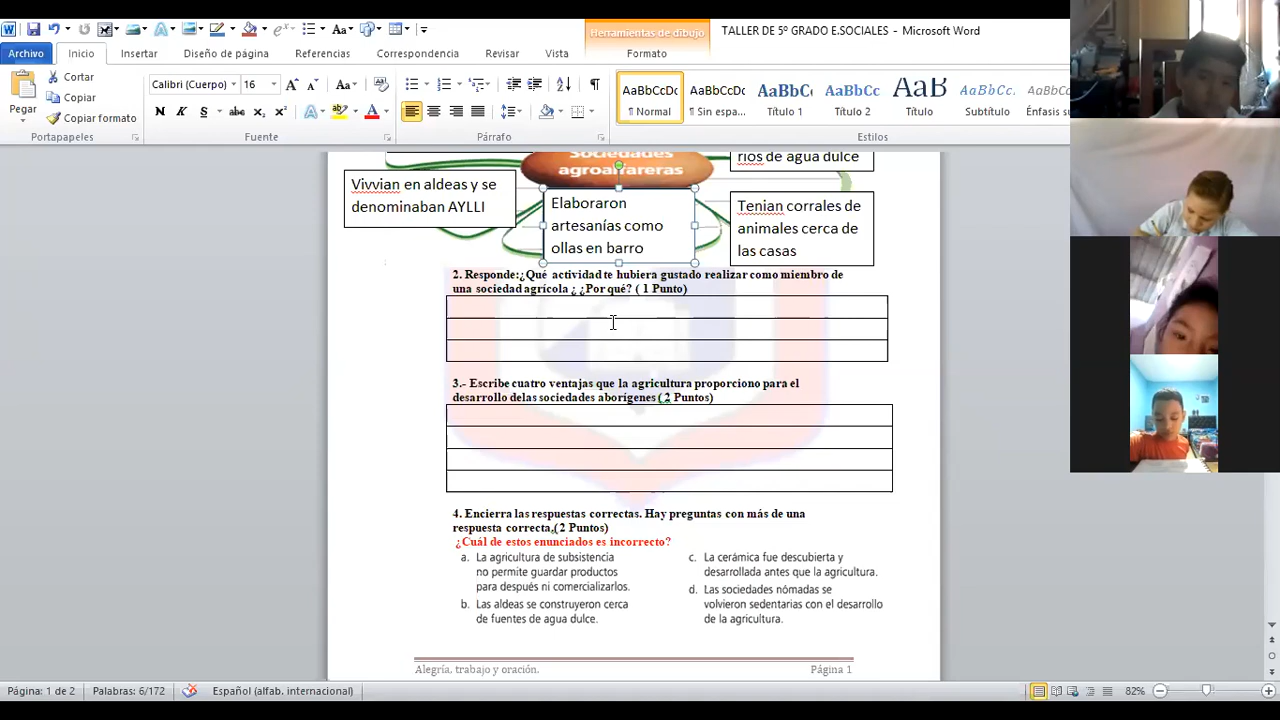 Herramientas de dibujo
TALLER DE 5º GRADO E.SOCIALES - Microsoft Word
Archivo
Inicio
Insertar
Diseño de página
Referencias
Correspondencia
Revisar
Vista
Formato
Pegar
Cortar
Copiar
Copiar formato
Portapapeles
Calibri (Cuerpo)
16
Fuente
Párrafo
AaBbCcDc
¶ Normal
AaBbCcDc
¶ Sin espa...
AaBbC
Título 1
AaBbCc
Título 2
AaB
Título
AaBbCcL
Subtítulo
AaBbCc
Énfasis su
Estilos
Sociedades
agroalfareras
ríos de agua dulce
Vivvian en aldeas y se
denominaban AYLLI
Elaboraron
artesanías como
ollas en barro
Tenian corrales de
animales cerca de
las casas
2. Responde:¿Qué actividad te hubiera gustado realizar como miembro de
una sociedad agrícola ¿ ¿Por qué? ( 1 Punto)
3.- Escribe cuatro ventajas que la agricultura proporciono para el
desarrollo delas sociedades aborígenes ( 2 Puntos)
4. Encierra las respuestas correctas. Hay preguntas con más de una
respuesta correcta,( 2 Puntos)
¿Cuál de estos enunciados es incorrecto?
a. La agricultura de subsistencia
no permite guardar productos
para después ni comercializarlos.
b. Las aldeas se construyeron cerca
de fuentes de agua dulce.
c. La cerámica fue descubierta y
desarrollada antes que la agricultura.
d. Las sociedades nómadas se
volvieron sedentarias con el desarrollo
de la agricultura.
Alegría, trabajo y oración.
Página 1
Página: 1 de 2
Palabras: 6/172
Español (alfab. internacional)
82%